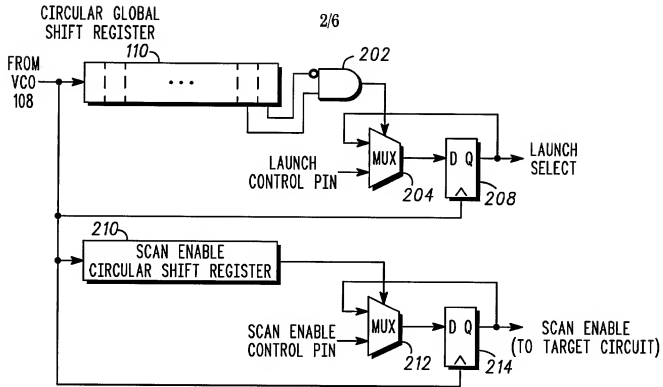 CIRCULAR GLOBAL
SHIFT REGISTER
2/6
110
202
FROM
VCO
108
...
MUX
D Q
LAUNCH
SELECT
LAUNCH
CONTROL PIN
204
208
210
SCAN ENABLE
CIRCULAR SHIFT REGISTER
MUX
D Q
SCAN ENABLE
(TO TARGET CIRCUIT)
SCAN ENABLE
CONTROL PIN
212
214